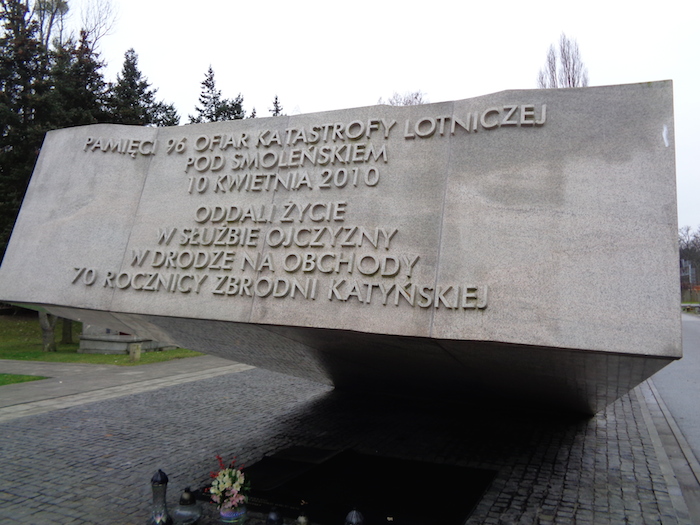 PAMIĘCI 96 OFIAR KATASTROFY LOTNICZEJ
POD SMOLEŃSKIEM
10 KWIETNIA 2010
ODDALI ŻYCIE
W SŁUŻBIE OJCZYZNY
W DRODZE NA OBCHODY
70 ROCZNICY ZBRODNI KATYŃSKIEJ